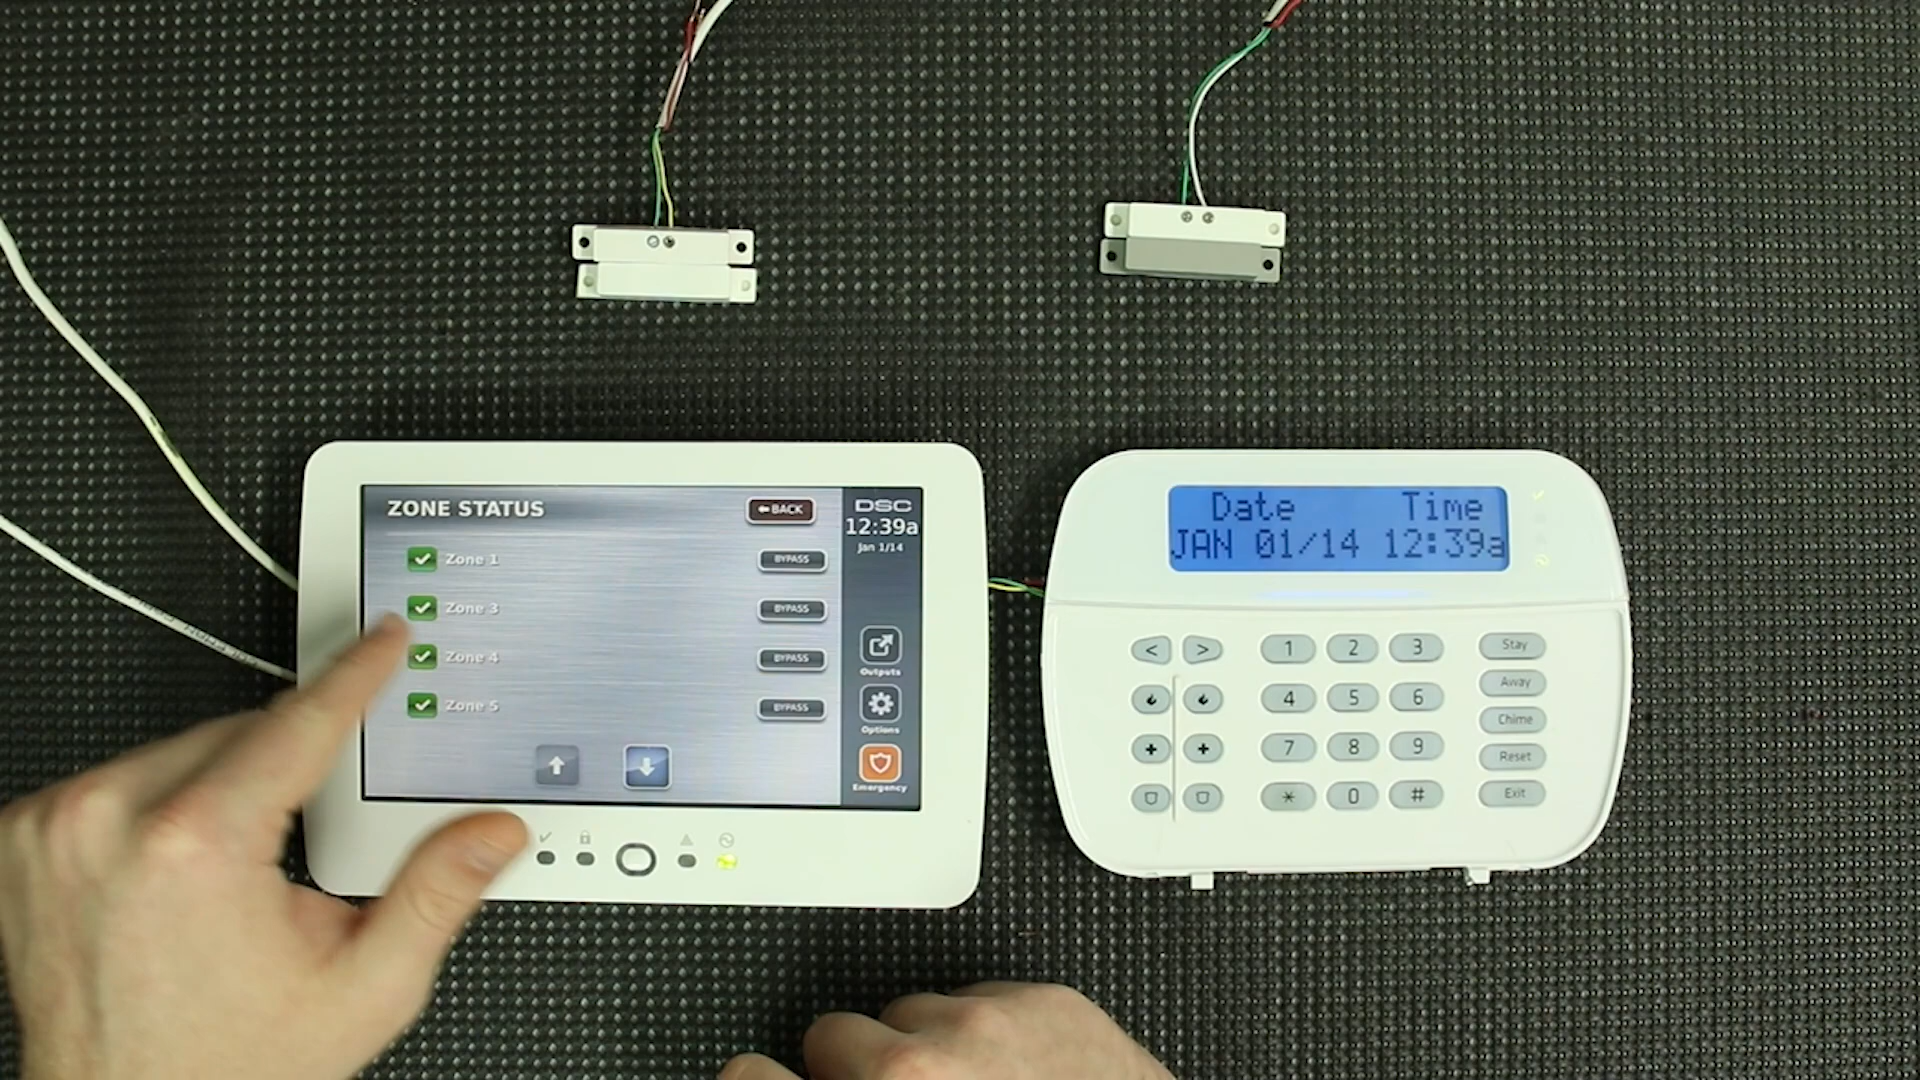 ZONE STATUS
BACK
DSC
12:39a
Jan 1/14
Zone 1
BYPASS
Zone 3
BYPASS
Zone 4
BYPASS
Zone 5
BYPASS
Outputs
Options
Emergency
Date Time
JAN 01/14 12:39a
< > 1 2 3 Stay
4 5 6 Away
Chime
+ + 7 8 9
Reset
* 0 # Exit